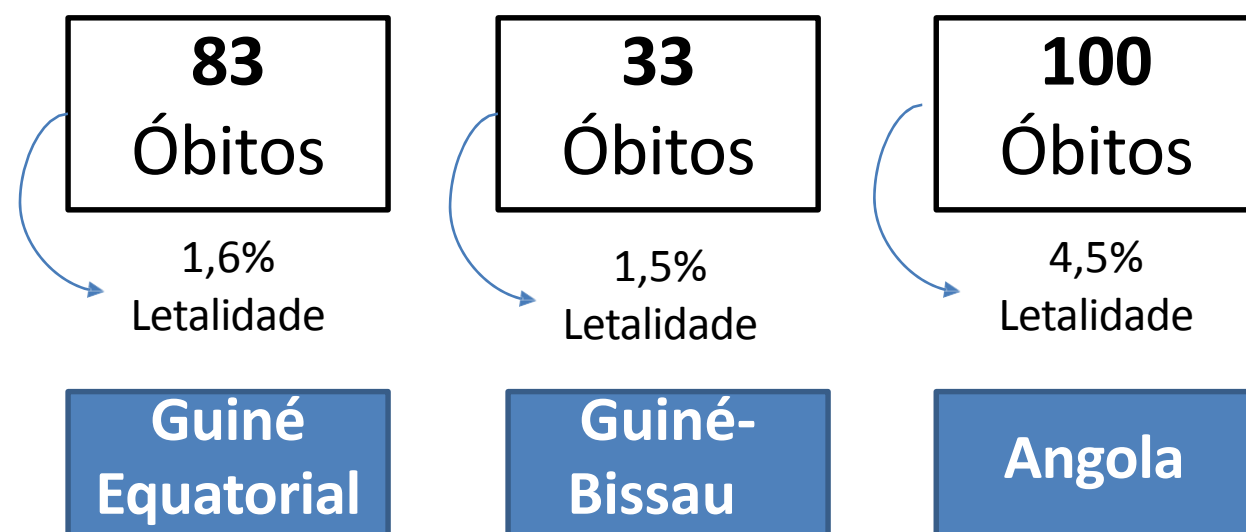 83
Óbitos
1,6%
Letalidade
Guiné
Equatorial
33
Óbitos
1,5%
Letalidade
Guiné-
Bissau
100
Óbitos
4,5%
Letalidade
Angola